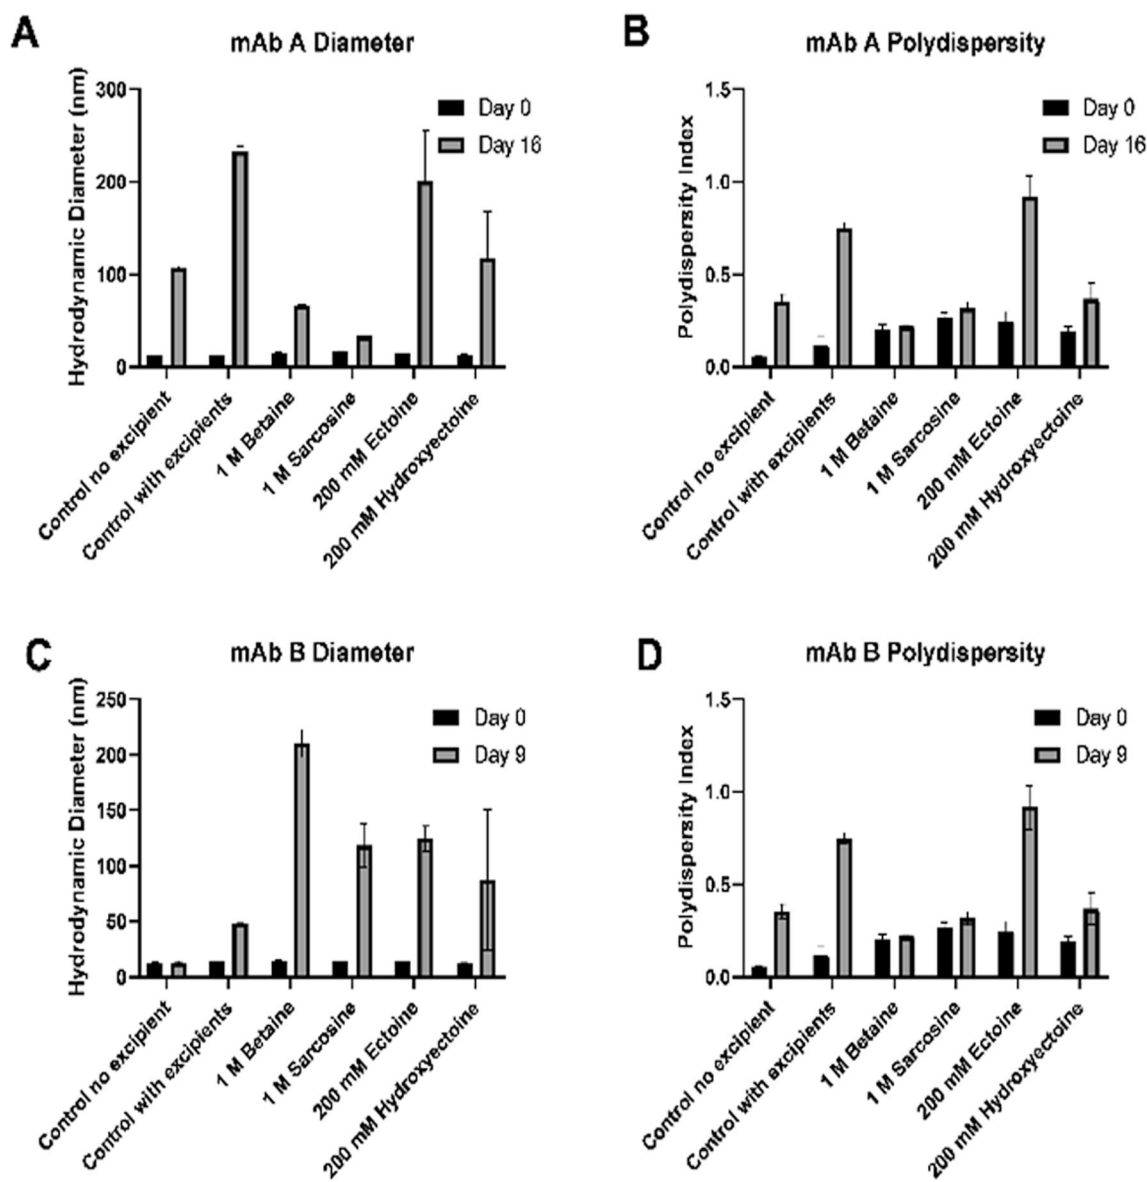 A
mAb A Diameter
Hydrodynamic Diameter (nm)
300
200
100
0
Day 0
Day 16
Control no excipient
Control with excipients
1 M Betaine
1 M Sarcosine
200 mM Ectoine
200 mM Hydroxyectoine
B
mAb A Polydispersity
Polydispersity Index
1.5
1.0
0.5
0.0
Day 0
Day 16
Control no excipient
Control with excipients
1 M Betaine
1 M Sarcosine
200 mM Ectoine
200 mM Hydroxyectoine
C
mAb B Diameter
Hydrodynamic Diameter (nm)
250
200
150
100
50
0
Day 0
Day 9
Control no excipient
Control with excipients
1 M Betaine
1 M Sarcosine
200 mM Ectoine
200 mM Hydroxyectoine
D
mAb B Polydispersity
Polydispersity Index
1.5
1.0
0.5
0.0
Day 0
Day 9
Control no excipient
Control with excipients
1 M Betaine
1 M Sarcosine
200 mM Ectoine
200 mM Hydroxyectoine